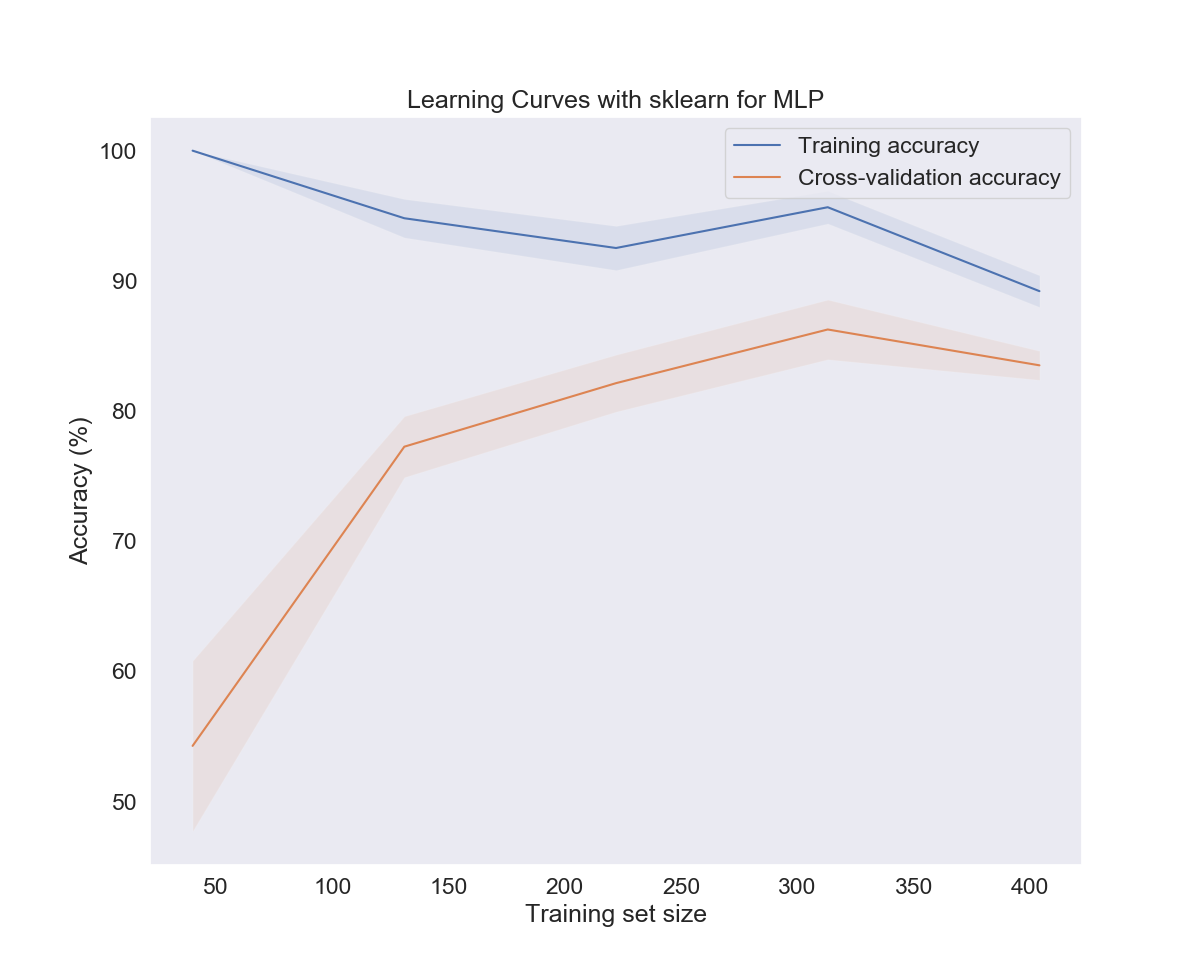 Learning Curves with sklearn for MLP
Training accuracy
Cross-validation accuracy
100
90
80
70
60
50
Accuracy (%)
50 100 150 200 250 300 350 400
Training set size